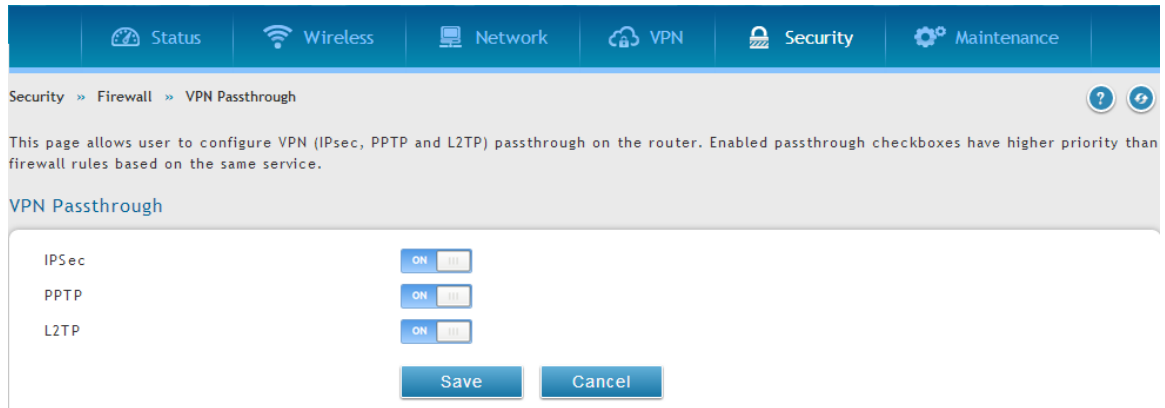 Status Wireless Network VPN Security Maintenance
Security » Firewall » VPN Passthrough
This page allows user to configure VPN (IPsec, PPTP and L2TP) passthrough on the router. Enabled passthrough checkboxes have higher priority than
firewall rules based on the same service.
VPN Passthrough
IPSec ON
PPTP ON
L2TP ON
Save Cancel